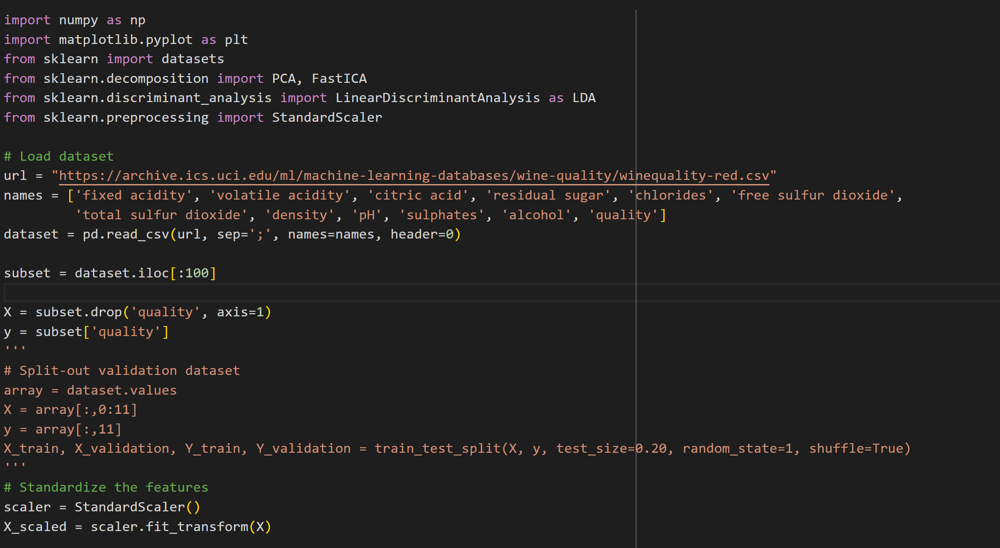 import numpy as np
import matplotlib.pyplot as plt
from sklearn import datasets
from sklearn.decomposition import PCA, FastICA
from sklearn.discriminant_analysis import LinearDiscriminantAnalysis as LDA
from sklearn.preprocessing import StandardScaler

# Load dataset
url = "https://archive.ics.uci.edu/ml/machine-learning-databases/wine-quality/winequality-red.csv"
names = ['fixed acidity', 'volatile acidity', 'citric acid', 'residual sugar', 'chlorides', 'free sulfur dioxide',
         'total sulfur dioxide', 'density', 'pH', 'sulphates', 'alcohol', 'quality']
dataset = pd.read_csv(url, sep=';', names=names, header=0)

subset = dataset.iloc[:100]

X = subset.drop('quality', axis=1)
y = subset['quality']
'''
# Split-out validation dataset
array = dataset.values
X = array[:,0:11]
y = array[:,11]
X_train, X_validation, Y_train, Y_validation = train_test_split(X, y, test_size=0.20, random_state=1, shuffle=True)
'''
# Standardize the features
scaler = StandardScaler()
X_scaled = scaler.fit_transform(X)